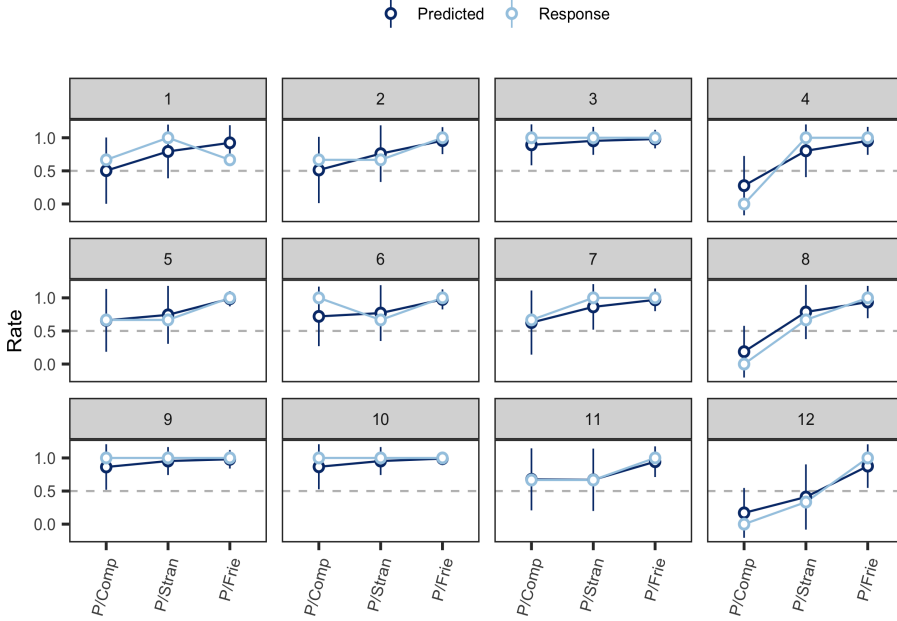 Predicted Response
1 2 3 4
1.0
0.5
0.0
5 6 7 8
Rate
1.0
0.5
0.0
9 10 11 12
1.0
0.5
0.0
P/Comp P/Stran P/Frie P/Comp P/Stran P/Frie P/Comp P/Stran P/Frie P/Comp P/Stran P/Frie